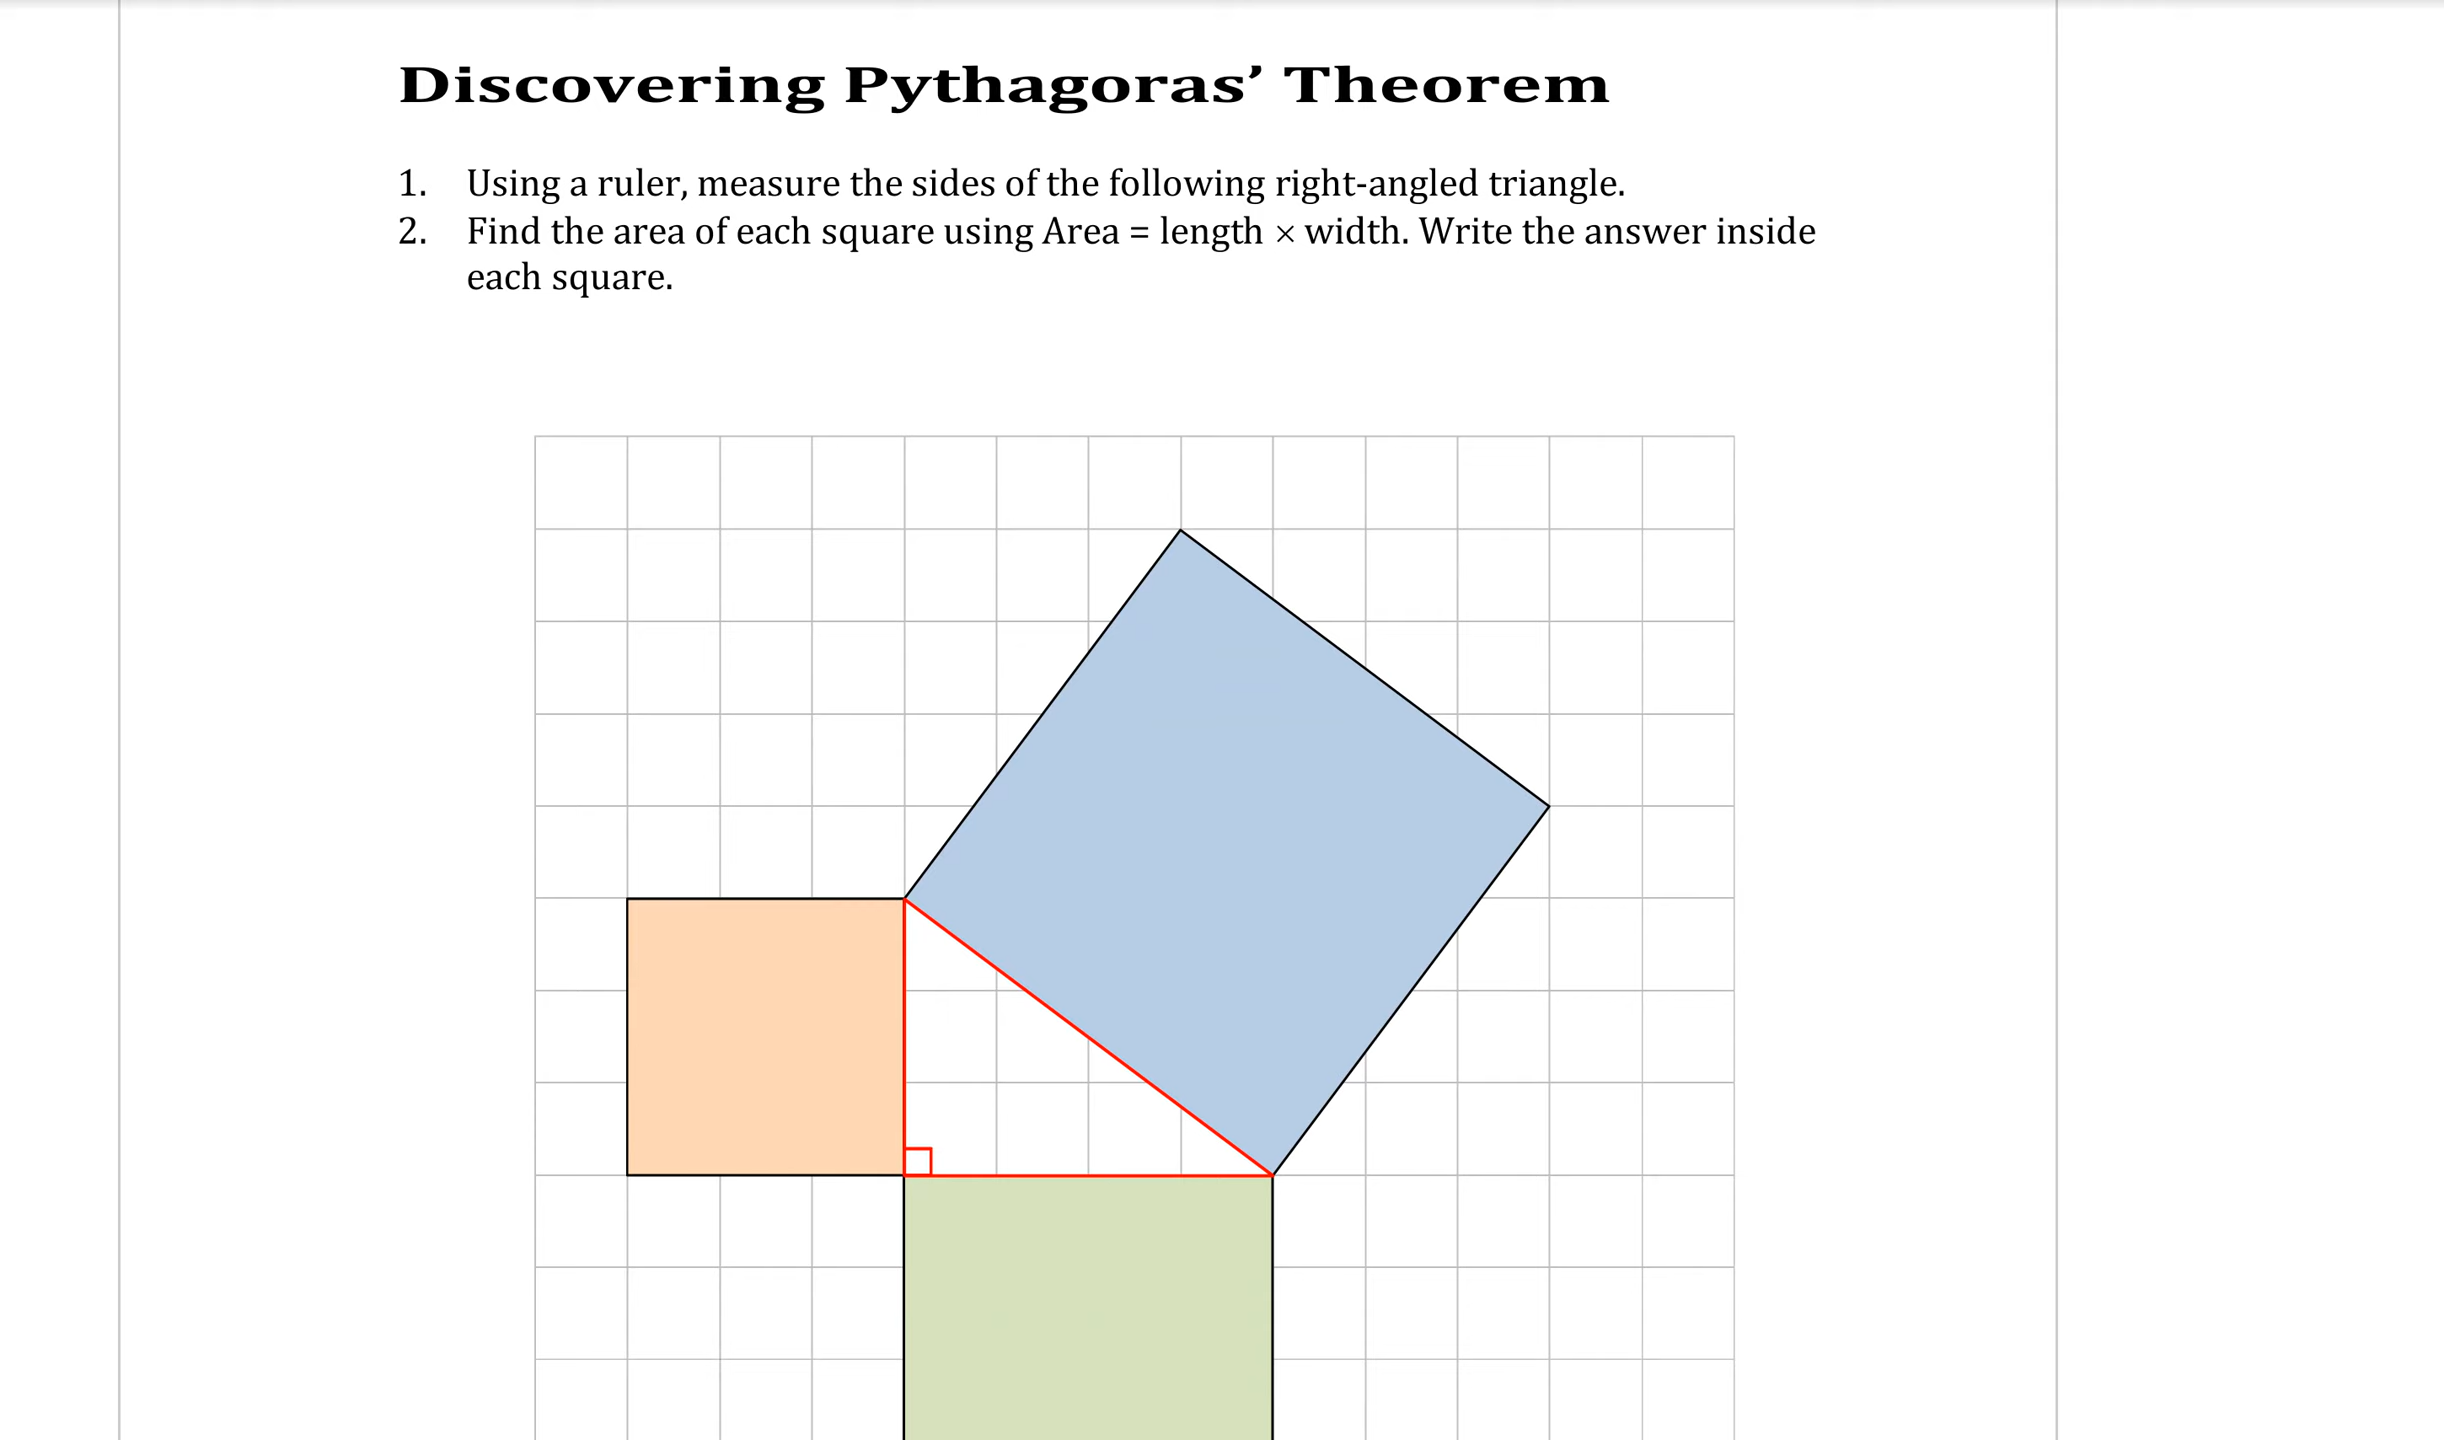 Discovering Pythagoras’ Theorem
1. Using a ruler, measure the sides of the following right-angled triangle.
2. Find the area of each square using Area = length × width. Write the answer inside
each square.